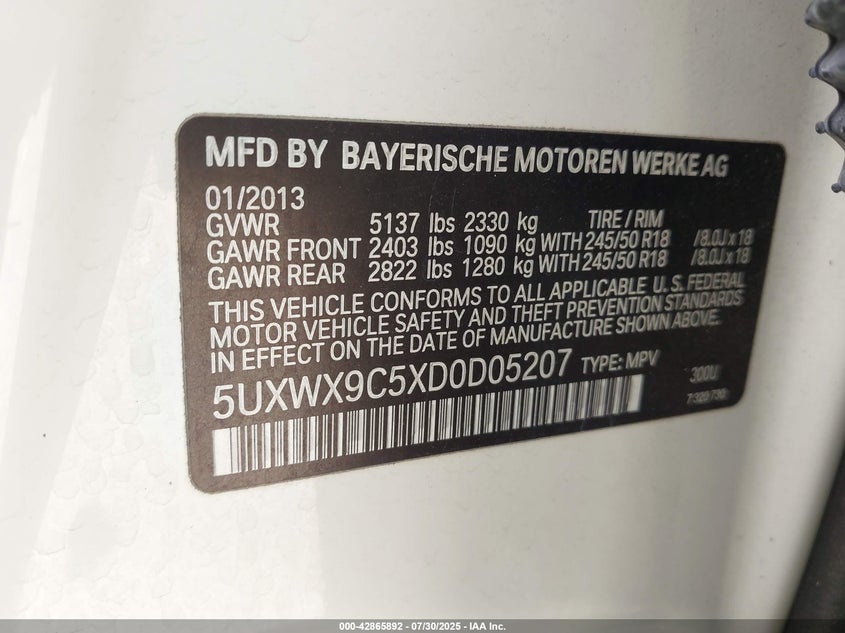 MFD BY BAYERISCHE MOTOREN WERKE AG
01/2013
GVWR 5137 lbs 2330 kg TIRE / RIM
GAWR FRONT 2403 lbs 1090 kg WITH 245/50 R18 /8.0J x 18
GAWR REAR 2822 lbs 1280 kg WITH 245/50 R18 /8.0J x 18
THIS VEHICLE CONFORMS TO ALL APPLICABLE U. S. FEDERAL
MOTOR VEHICLE SAFETY AND THEFT PREVENTION STANDARDS
IN EFFECT ON THE DATE OF MANUFACTURE SHOWN ABOVE.
5UXWX9C5XD0D05207 TYPE: MPV 300U
7 320 730
000-42865892 / 07/30/2025 - IAA Inc.